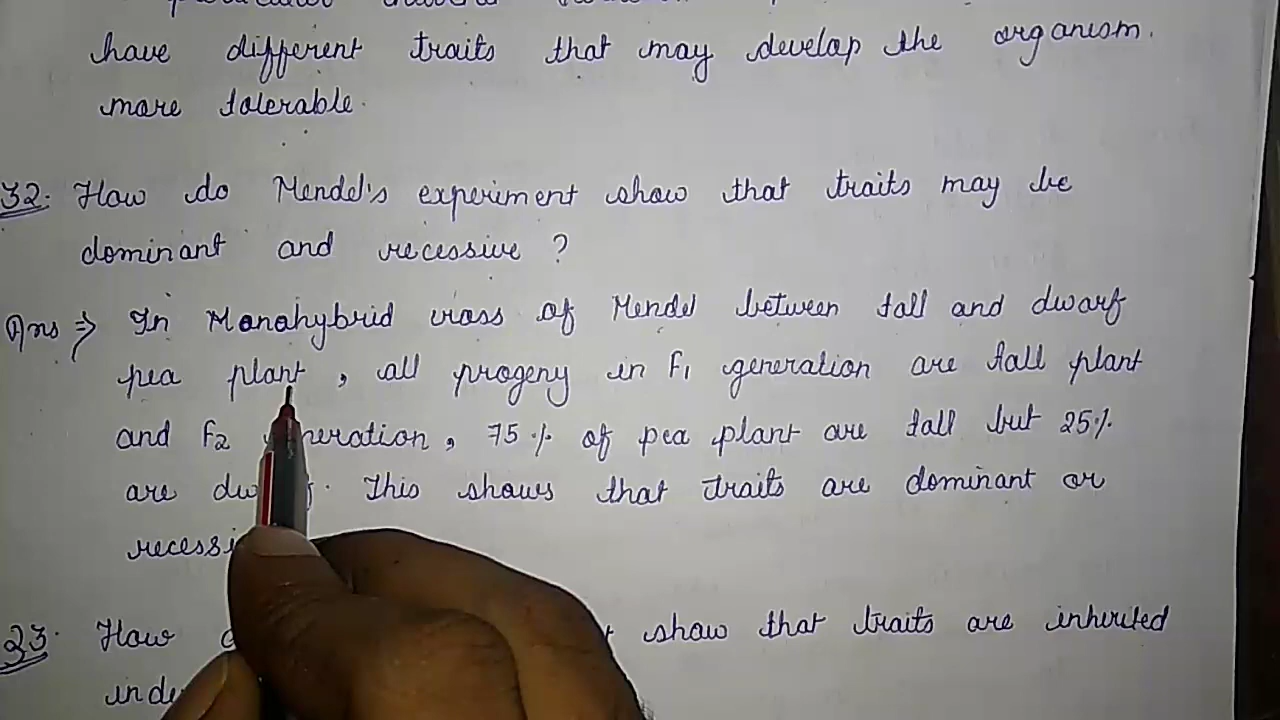 have different traits that may develop the organism.
more tolerable.
32. How do Mendel's experiment show that traits may be
dominant and recessive ?
Ans ⇒ In Monohybrid cross of Mendel between tall and dwarf
pea plant, all progeny in F1 generation are tall plant
and F2 generation, 75% of pea plant are tall but 25%
are This shows that traits are dominant or
33. How show that traits are inherited